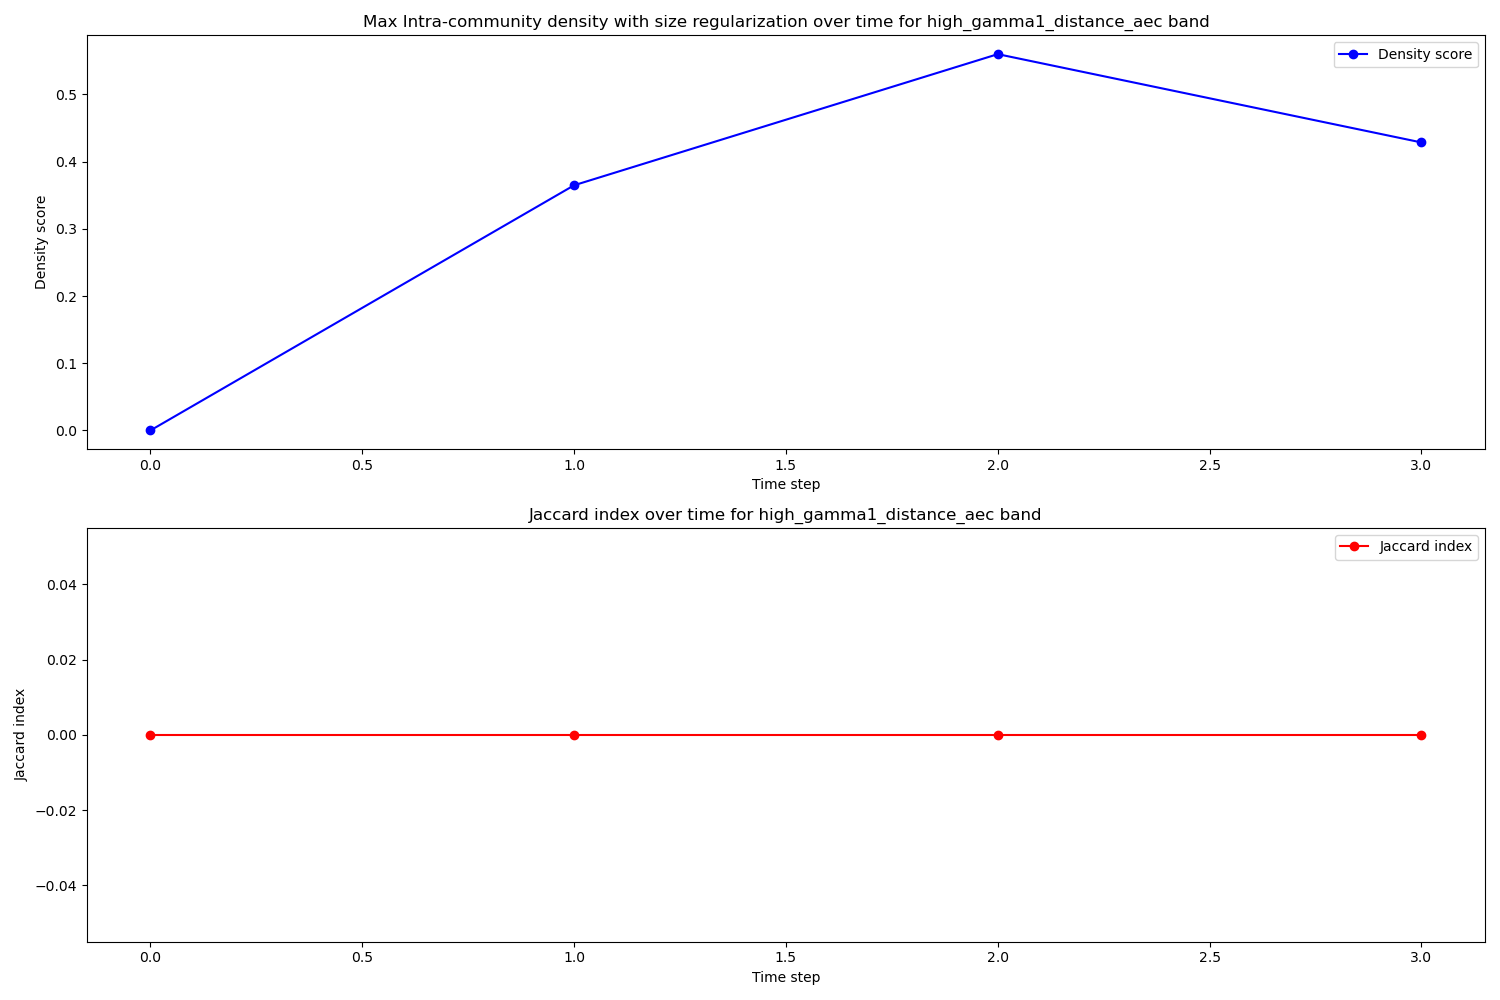 Max Intra-community density with size regularization over time for high_gamma1_distance_aec band
Density score
0.5
0.4
0.3
0.2
0.1
0.0
Density score
0.0 0.5 1.0 1.5 2.0 2.5 3.0
Time step
Jaccard index over time for high_gamma1_distance_aec band
Jaccard index
0.04
0.02
0.00
−0.02
−0.04
Jaccard index
0.0 0.5 1.0 1.5 2.0 2.5 3.0
Time step